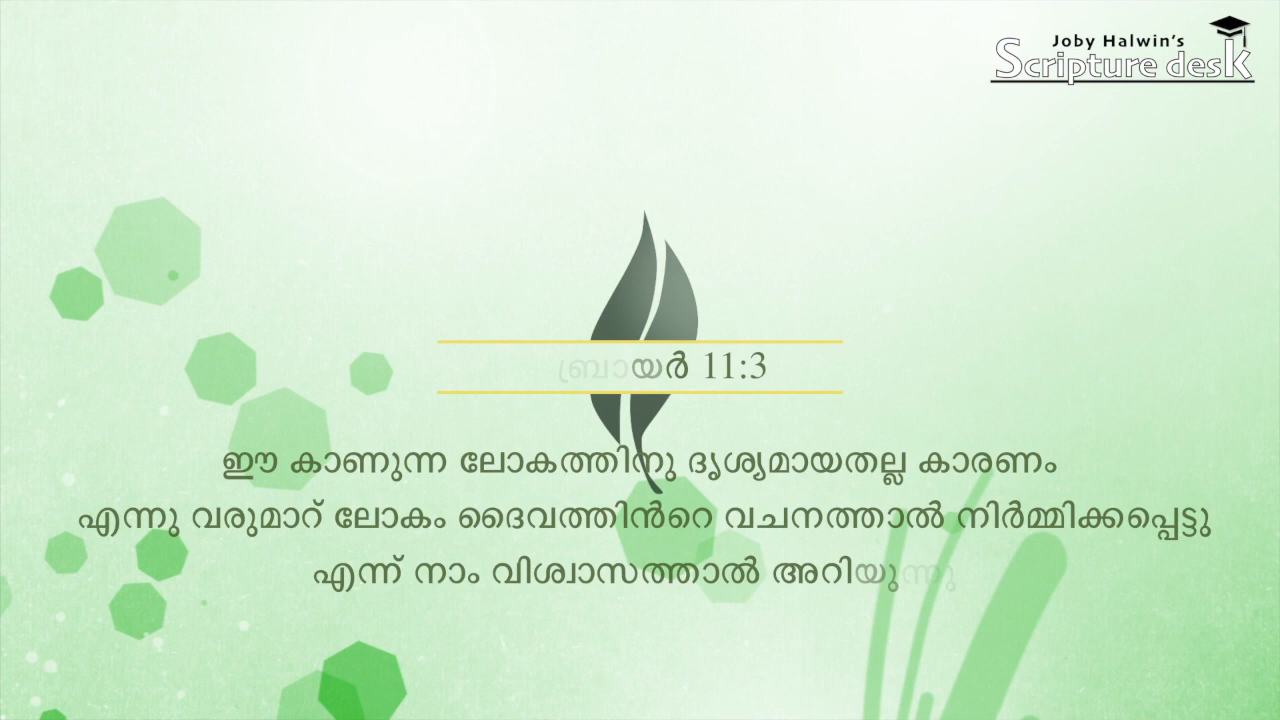 Joby Halwin's
Scripture desk
ബ്രായർ 11:3
ഈ കാണുന്ന ലോകത്തിനു ദൃശ്യമായതല്ല കാരണം
എന്നു വരുമാറ് ലോകം ദൈവത്തിൻറെ വചനത്താൽ നിർമ്മിക്കപ്പെട്ടു
എന്ന് നാം വിശ്വാസത്താൽ അറിയുന്നു